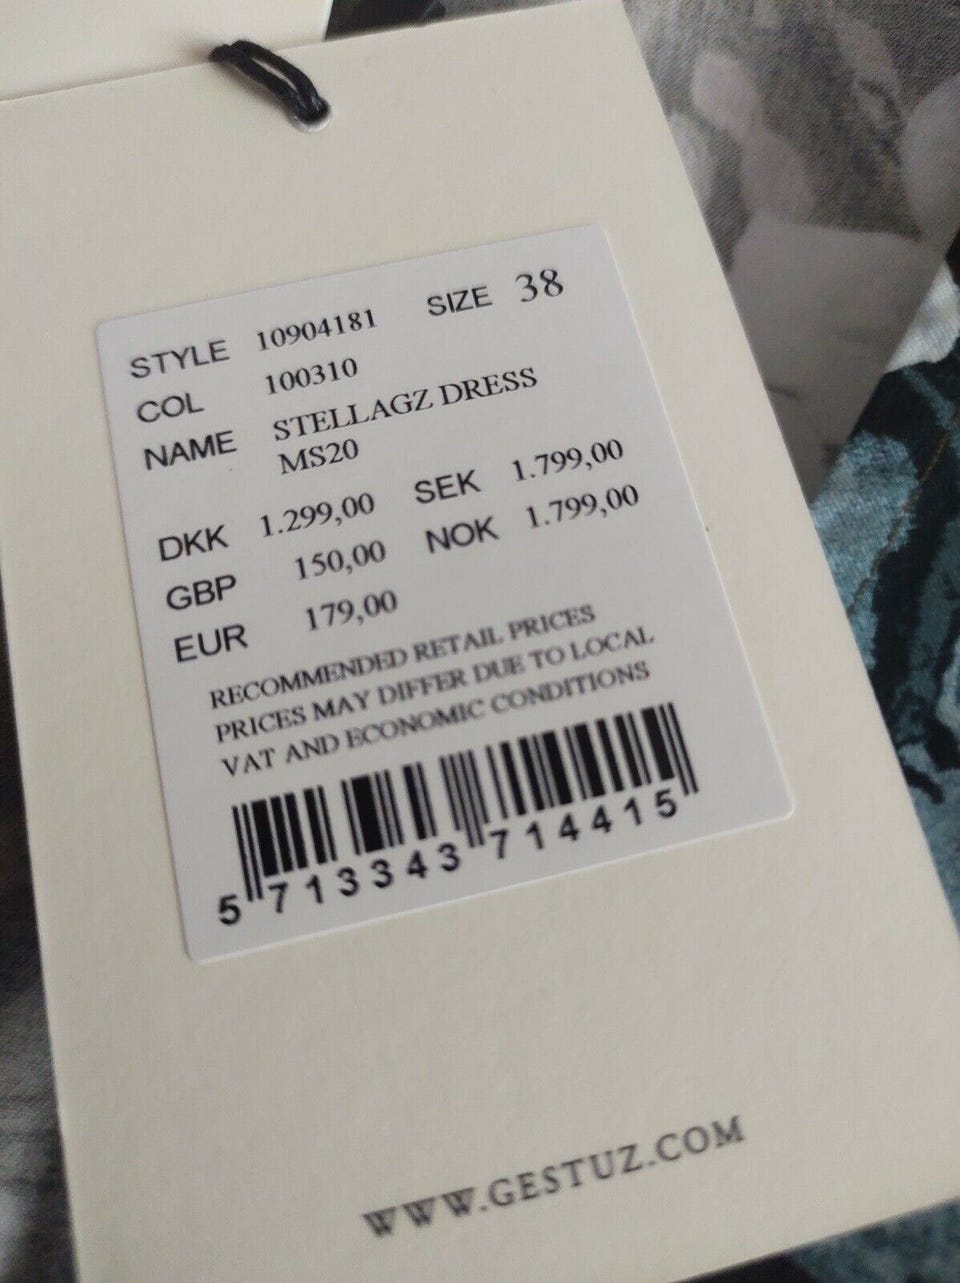 STYLE 10904181 SIZE 38
COL 100310
NAME STELLAGZ DRESS
MS20
DKK 1.299,00 SEK 1.799,00
GBP 150,00 NOK 1.799,00
EUR 179,00
RECOMMENDED RETAIL PRICES
PRICES MAY DIFFER DUE TO LOCAL
VAT AND ECONOMIC CONDITIONS
5 713343 714415
WWW.GESTUZ.COM